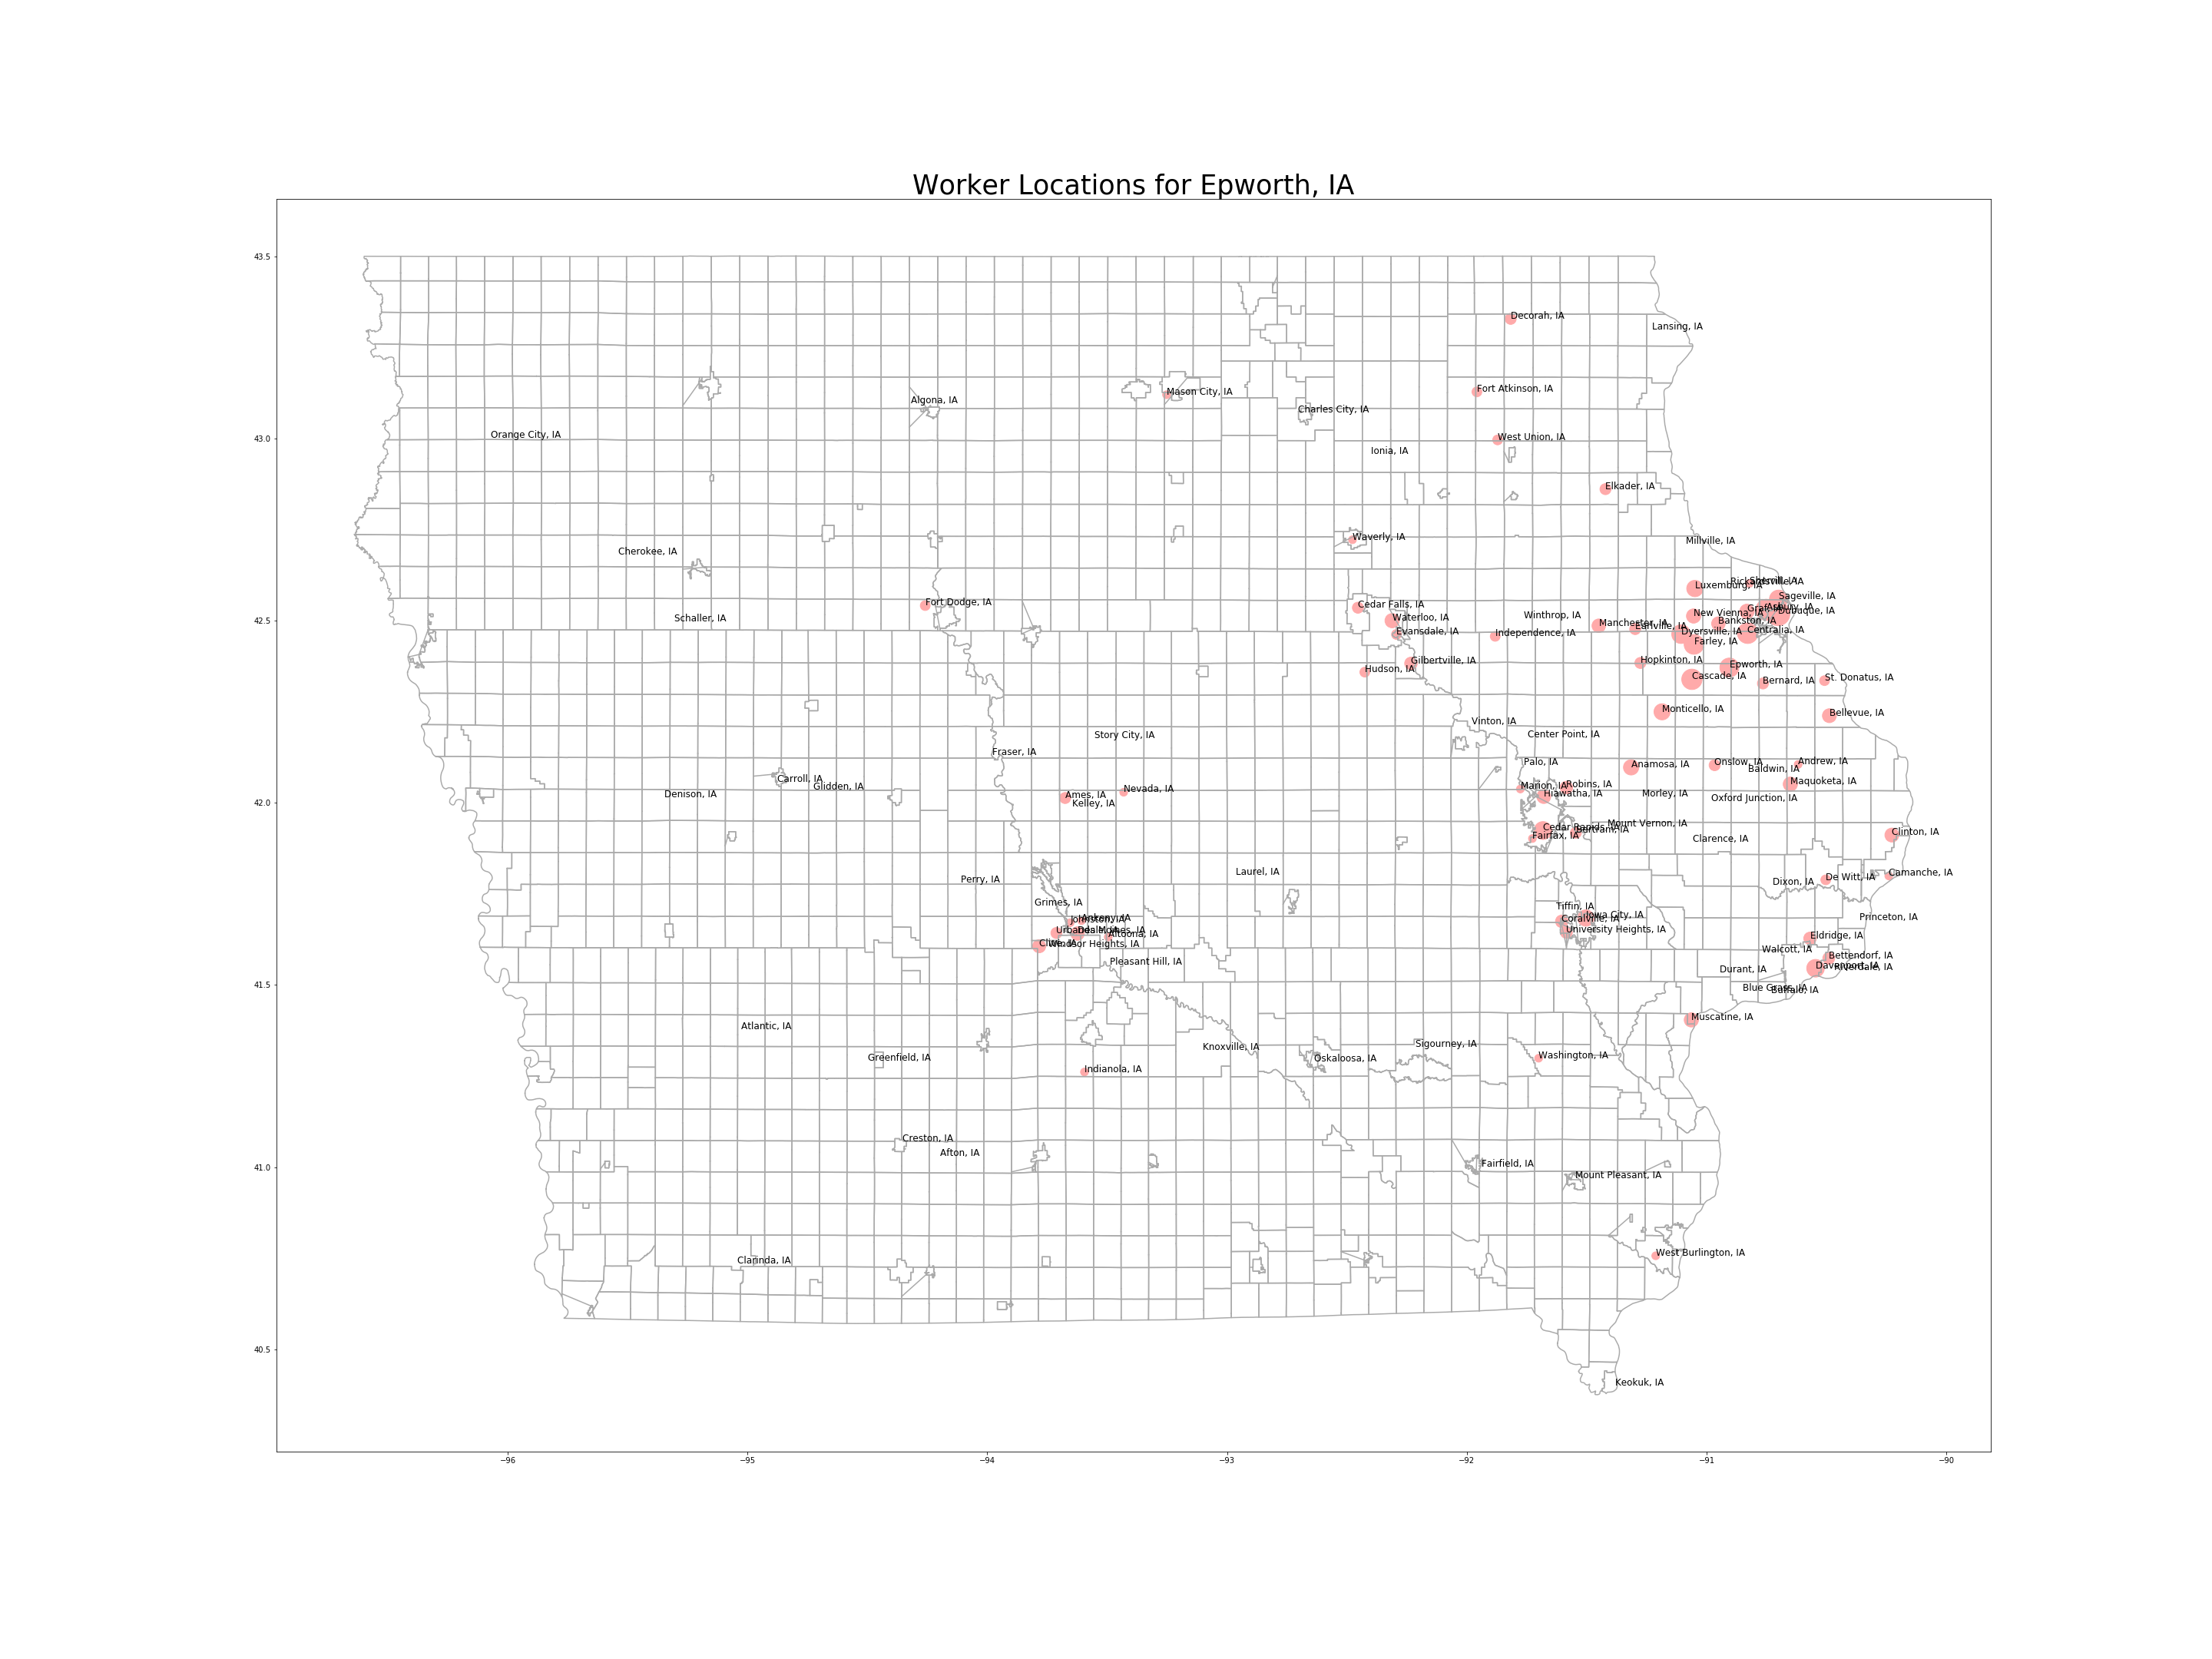 Worker Locations for Epworth, IA
43.5
Decorah, IA
Lansing, IA
Fort Atkinson, IA
Mason City, IA
Algona, IA
Charles City, IA
43.0
Orange City, IA
West Union, IA
Ionia, IA
Elkader, IA
Waverly, IA
Millville, IA
Cherokee, IA
Luxemburg, IA
Sageville, IA
Fort Dodge, IA
Cedar Falls, IA
New Vienna, IA
Dubuque, IA
42.5
Schaller, IA
Waterloo, IA
Winthrop, IA
Manchester, IA
Earlville, IA
Bankston, IA
Evansdale, IA
Independence, IA
Dyersville, IA
Centralia, IA
Farley, IA
Gilbertville, IA
Hopkinton, IA
Epworth, IA
Hudson, IA
Cascade, IA
Bernard, IA
St. Donatus, IA
Monticello, IA
Bellevue, IA
Vinton, IA
Story City, IA
Center Point, IA
Fraser, IA
Palo, IA
Anamosa, IA
Onslow, IA
Andrew, IA
Baldwin, IA
Carroll, IA
Glidden, IA
Maquoketa, IA
42.0
Denison, IA
Ames, IA
Nevada, IA
Kelley, IA
Marion, IA
Robins, IA
Hiawatha, IA
Morley, IA
Oxford Junction, IA
Mount Vernon, IA
Cedar Rapids, IA
Bertram, IA
Fairfax, IA
Clarence, IA
Clinton, IA
Laurel, IA
Perry, IA
Dixon, IA
De Witt, IA
Camanche, IA
Grimes, IA
Tiffin, IA
Iowa City, IA
Coralville, IA
Princeton, IA
Johnston, IA
Ankeny, IA
Altoona, IA
University Heights, IA
Eldridge, IA
Clive, IA
Windsor Heights, IA
Walcott, IA
Bettendorf, IA
Pleasant Hill, IA
Davenport, IA
Riverdale, IA
Durant, IA
41.5
Blue Grass, IA
Buffalo, IA
Atlantic, IA
Muscatine, IA
Knoxville, IA
Sigourney, IA
Greenfield, IA
Oskaloosa, IA
Washington, IA
Indianola, IA
Creston, IA
Afton, IA
41.0
Fairfield, IA
Mount Pleasant, IA
Clarinda, IA
West Burlington, IA
40.5
Keokuk, IA
−96
−95
−94
−93
−92
−91
−90